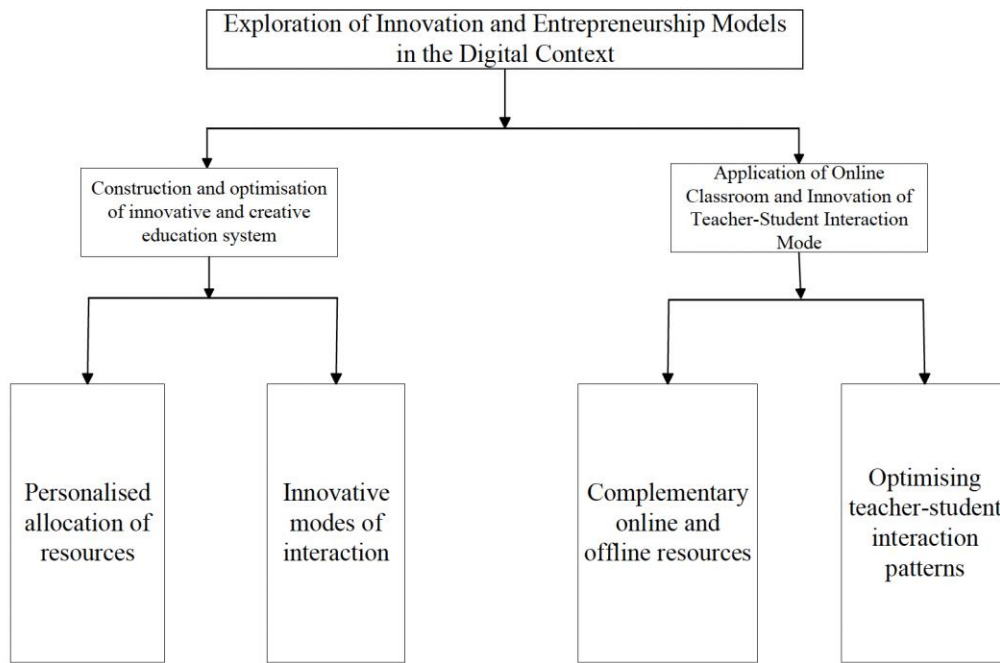 Exploration of Innovation and Entrepreneurship Models
in the Digital Context
Construction and optimisation
of innovative and creative
education system
Application of Online
Classroom and Innovation of
Teacher-Student Interaction
Mode
Personalised
allocation of
resources
Innovative
modes of
interaction
Complementary
online and
offline resources
Optimising
teacher-student
interaction
patterns